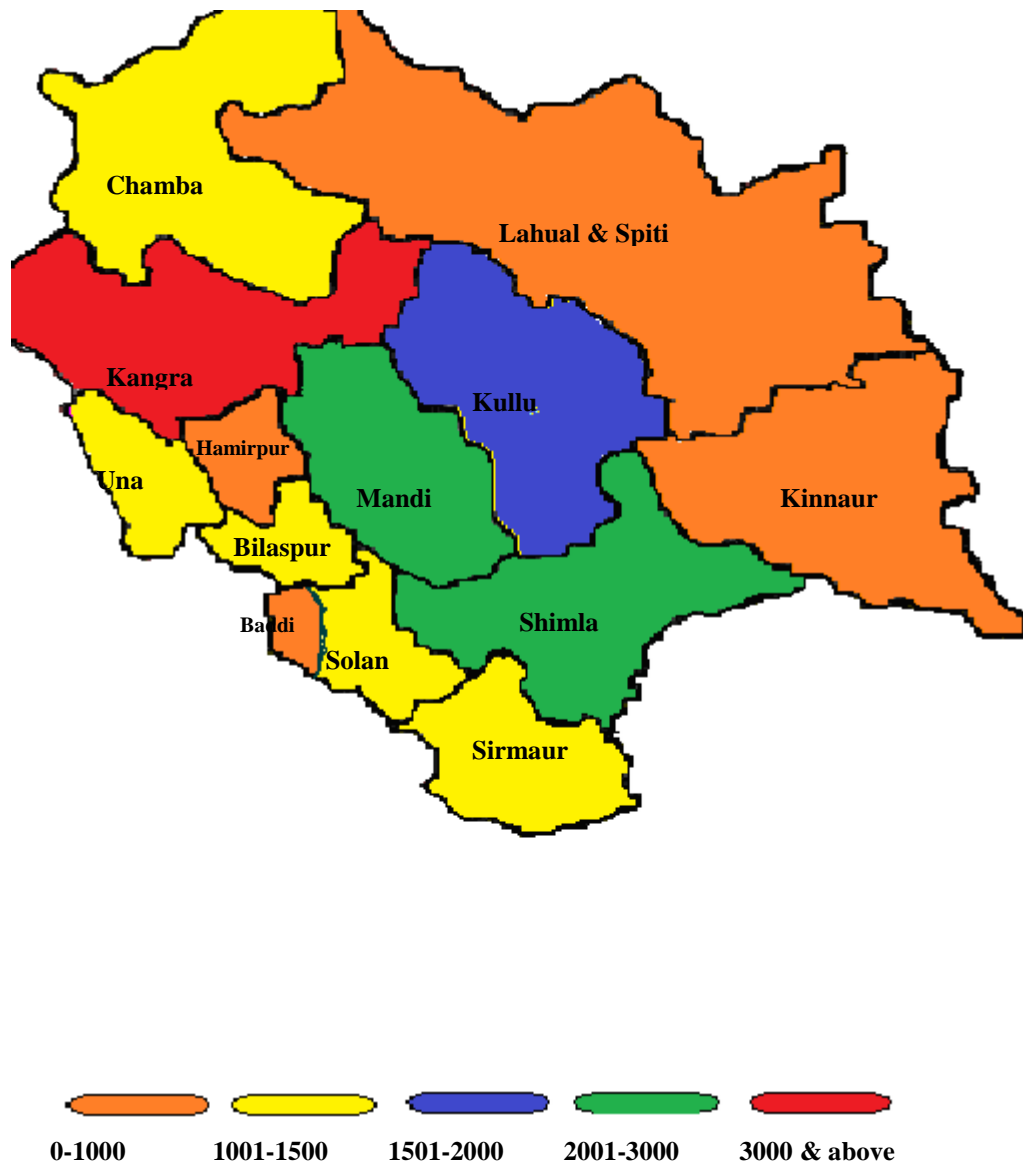 Chamba
Lahual & Spiti
Kangra
Kullu
Hamirpur
Una
Mandi
Kinnaur
Bilaspur
Baddi
Shimla
Solan
Sirmaur
0-1000 1001-1500 1501-2000 2001-3000 3000 & above